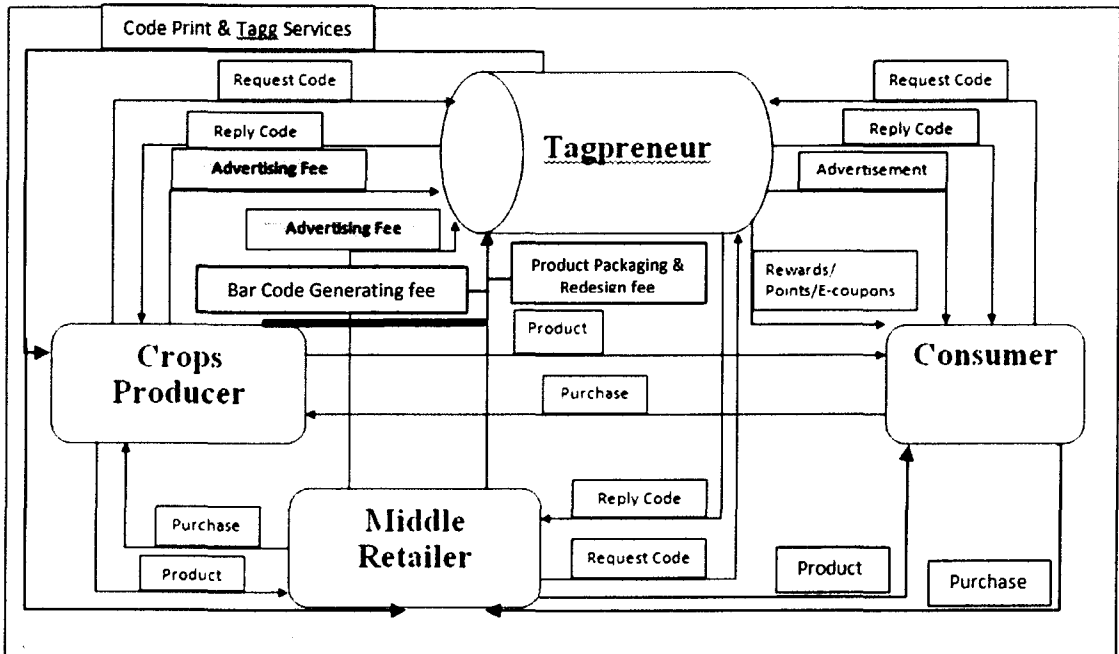 Code Print & Tagg Services
Request Code
Request Code
Reply Code
Reply Code
Tagpreneur
Advertising Fee
Advertisement
Advertising Fee
Product Packaging &
Redesign fee
Rewards/
Points/E-coupons
Bar Code Generating fee
Product
Crops
Producer
Consumer
Purchase
Reply Code
Purchase
Middle
Retailer
Request Code
Product
Product
Purchase